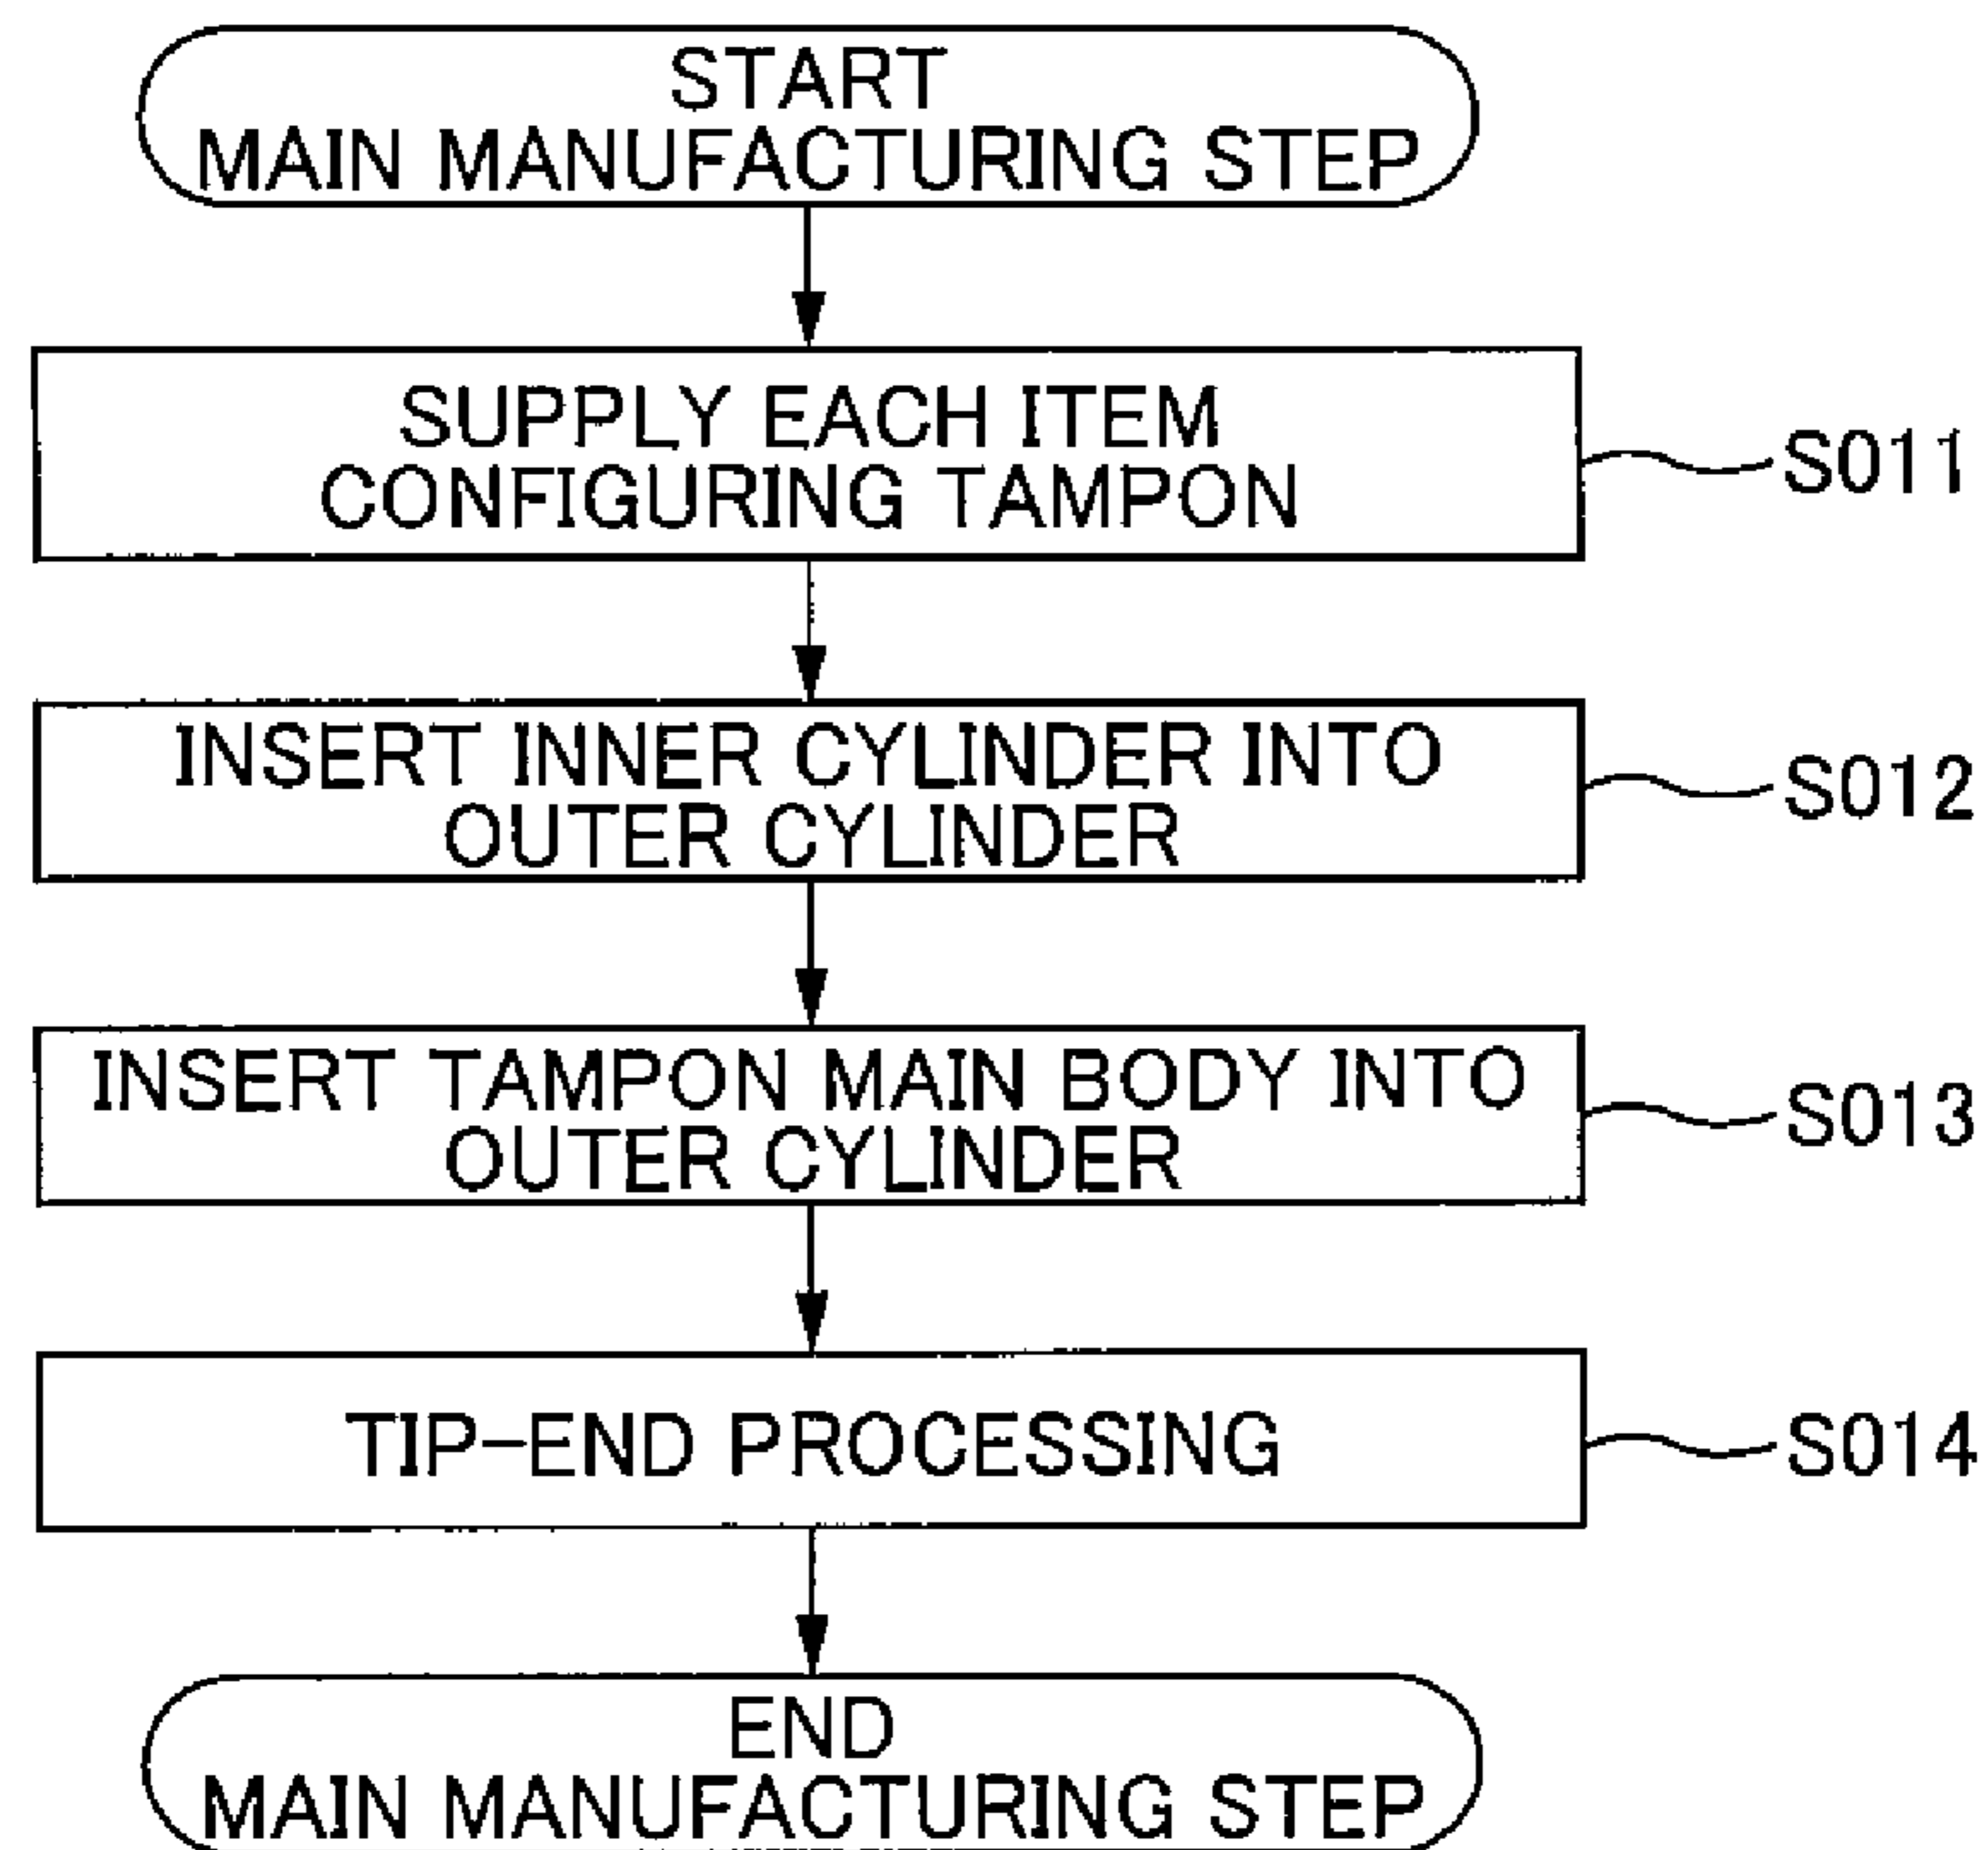 START
MAIN MANUFACTURING STEP
SUPPLY EACH ITEM
CONFIGURING TAMPON
S011
INSERT INNER CYLINDER INTO
OUTER CYLINDER
S012
INSERT TAMPON MAIN BODY INTO
OUTER CYLINDER
S013
TIP-END PROCESSING
S014
END
MAIN MANUFACTURING STEP